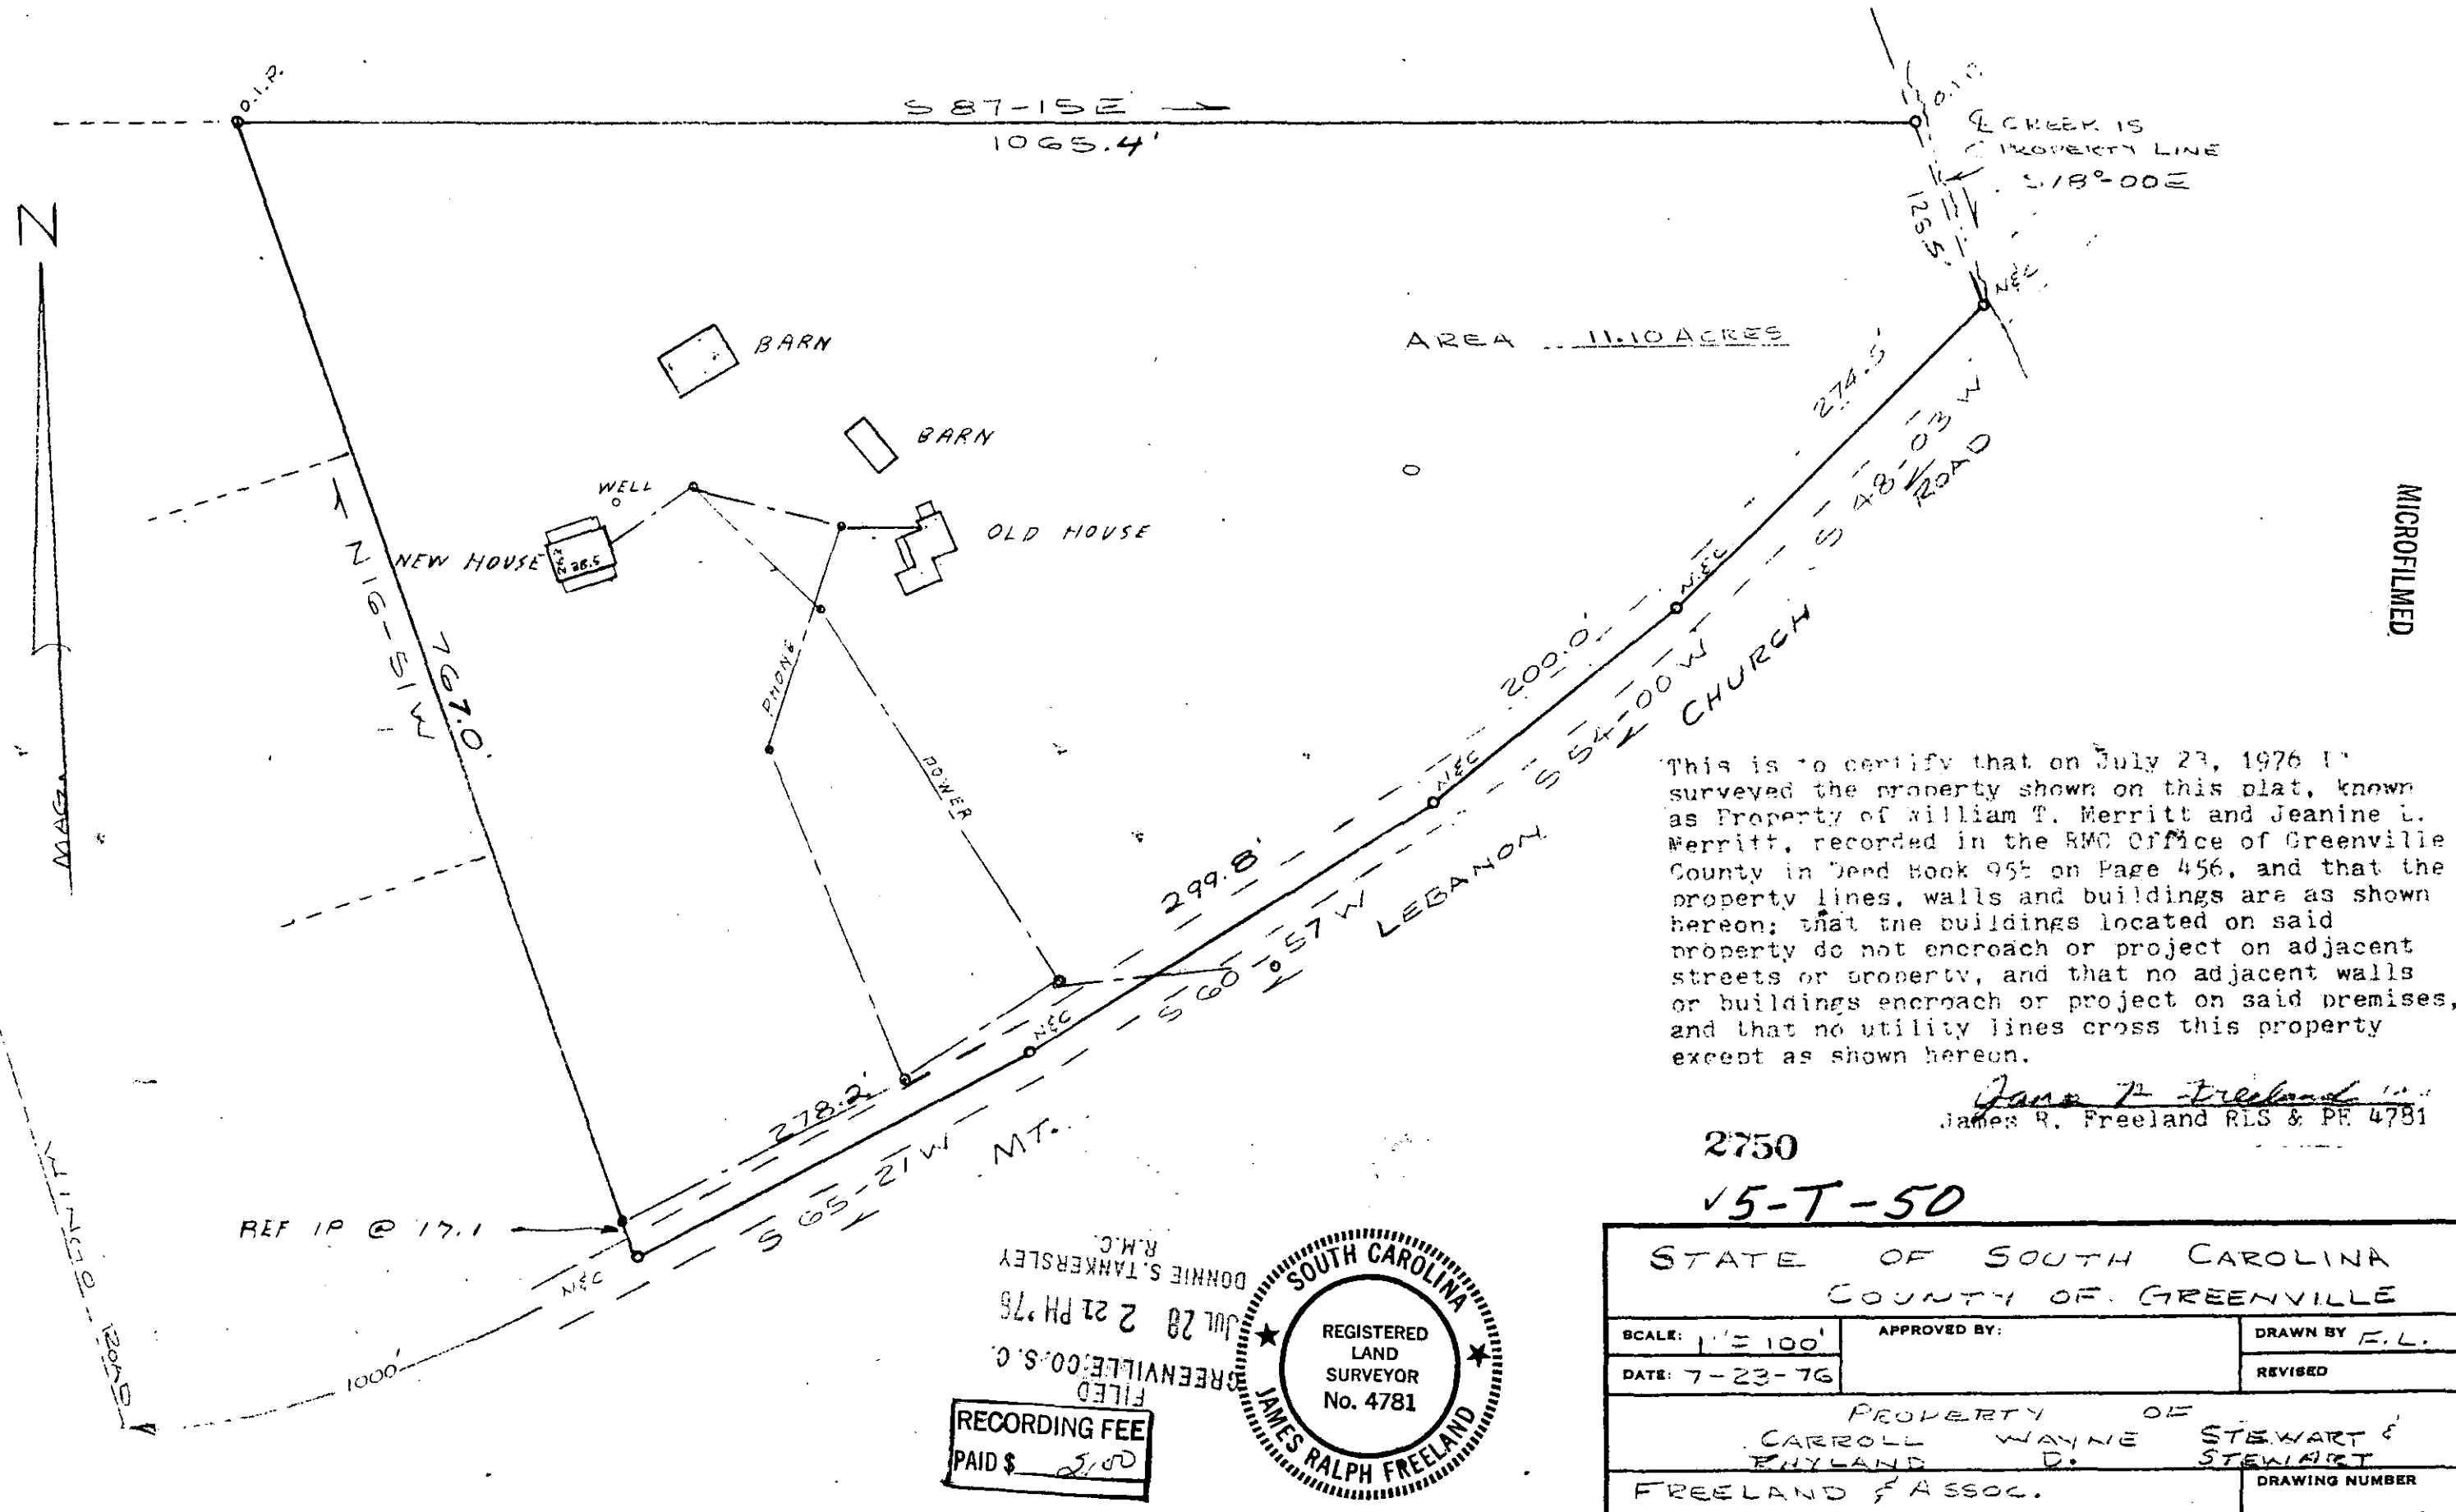 O.I.P.
S 87-15 E
1065.4'
O.I.P.
℄ CREEK IS
PROPERTY LINE
S 18°-00 E
125.5'
N&C
N
MAG.
BARN
BARN
AREA 11.10 ACRES
274.5'
S 48-03 W
ROAD
WELL
NEW HOUSE
26.2
28.5
OLD HOUSE
N 16-51 W
767.0'
PHONE
POWER
N&C
200.0'
S 54-00 W
CHURCH
N&C
299.8'
S 60-57 W
LEBANON
N&C
278.2'
S 65-21 W
MT.
REF IP @ 17.1
N&C
1000'
ROAD
MICROFILMED
This is to certify that on July 23, 1976 I
surveyed the property shown on this plat, known
as Property of William T. Merritt and Jeanine L.
Merritt, recorded in the RMC Office of Greenville
County in Deed Book 955 on Page 456, and that the
property lines, walls and buildings are as shown
hereon; that the buildings located on said
property do not encroach or project on adjacent
streets or property, and that no adjacent walls
or buildings encroach or project on said premises,
and that no utility lines cross this property
except as shown hereon.
James R. Freeland
James R. Freeland RLS & PE 4781
2750
✓5-T-50
FILED
GREENVILLE CO. S. C.
JUL 28 2 21 PM '76
DONNIE S. TANKERSLEY
R.M.C.
RECORDING FEE
PAID $ 5.00
SOUTH CAROLINA
REGISTERED
LAND
SURVEYOR
No. 4781
JAMES RALPH FREELAND
STATE OF SOUTH CAROLINA
COUNTY OF GREENVILLE
SCALE: 1" = 100'
APPROVED BY:
DRAWN BY F.L.
DATE: 7-23-76
REVISED
PROPERTY OF
CARROLL WAYNE STEWART &
RHYLAND D. STEWART
FREELAND & ASSOC.
DRAWING NUMBER